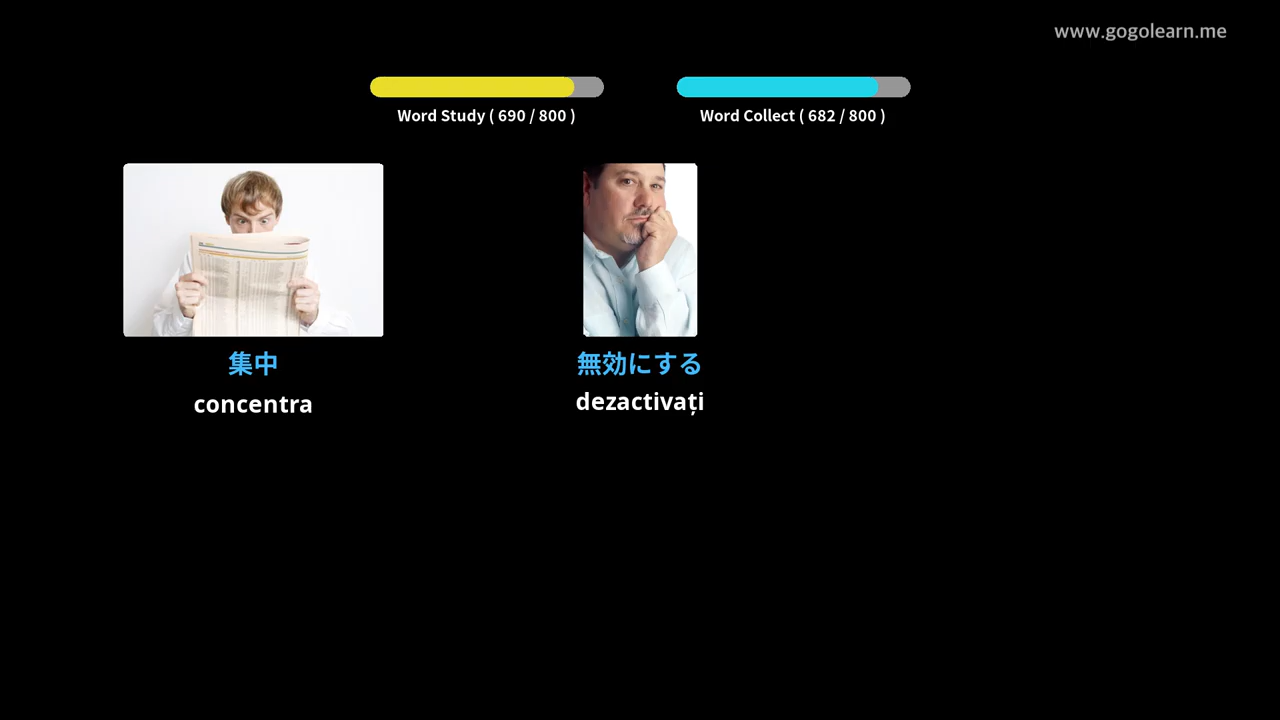 www.gogolearn.me
Word Study ( 690 / 800 )
Word Collect ( 682 / 800 )
集中
concentra
無効にする
dezactivați